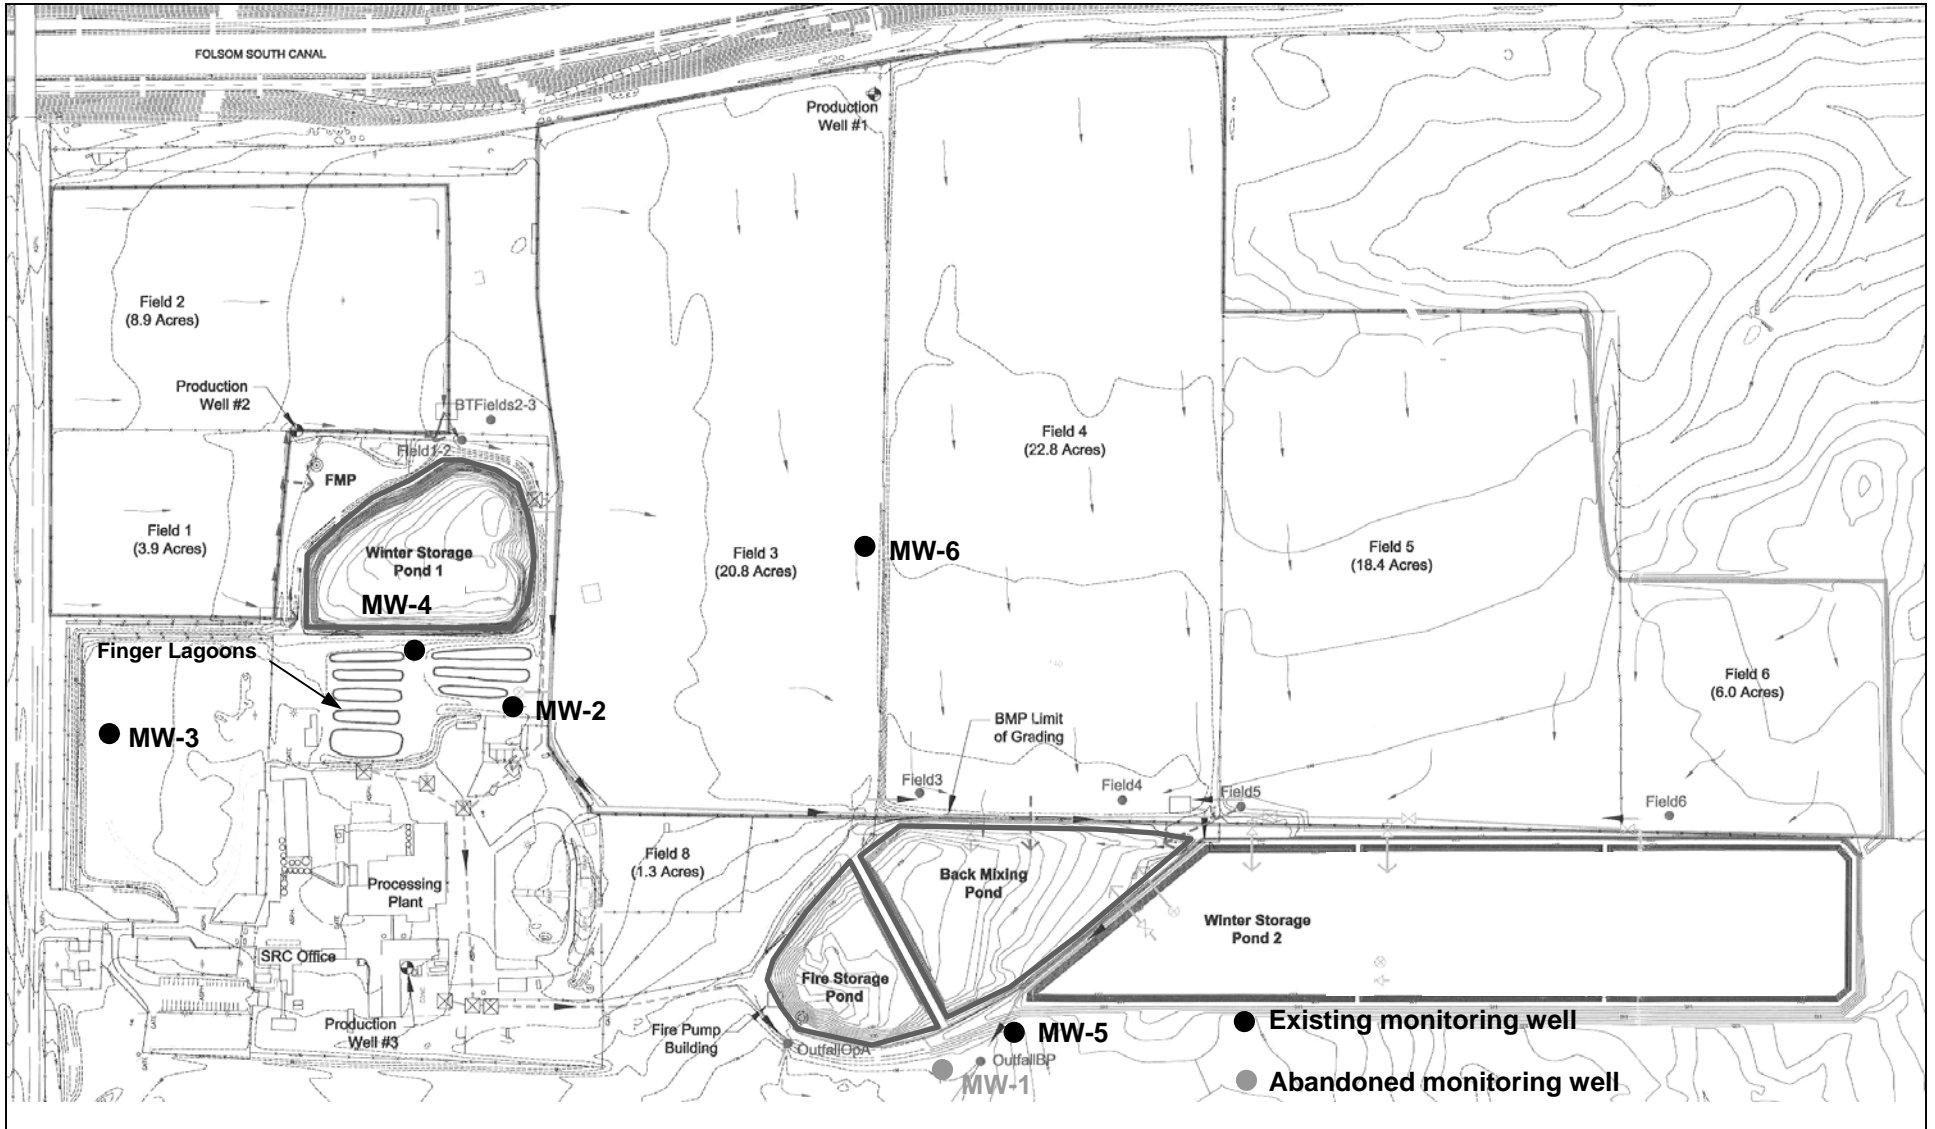 FOLSOM SOUTH CANAL
Production
Well #1
Field 2
(8.9 Acres)
Production
Well #2
BTFields2-3
Field1-2
FMP
Field 1
(3.9 Acres)
Winter Storage
Pond 1
MW-4
Finger Lagoons
MW-2
MW-3
Field 3
(20.8 Acres)
MW-6
Field 4
(22.8 Acres)
Field 5
(18.4 Acres)
Field 6
(6.0 Acres)
BMP Limit
of Grading
Field3
Field4
Field5
Field6
Field 8
(1.3 Acres)
Processing
Plant
Back Mixing
Pond
Winter Storage
Pond 2
SRC Office
Fire Storage
Pond
Production
Well #3
Fire Pump
Building
OutfallOpA
MW-5
OutfallBP
MW-1
Existing monitoring well
Abandoned monitoring well
GATE
GATE
GATE
GATE